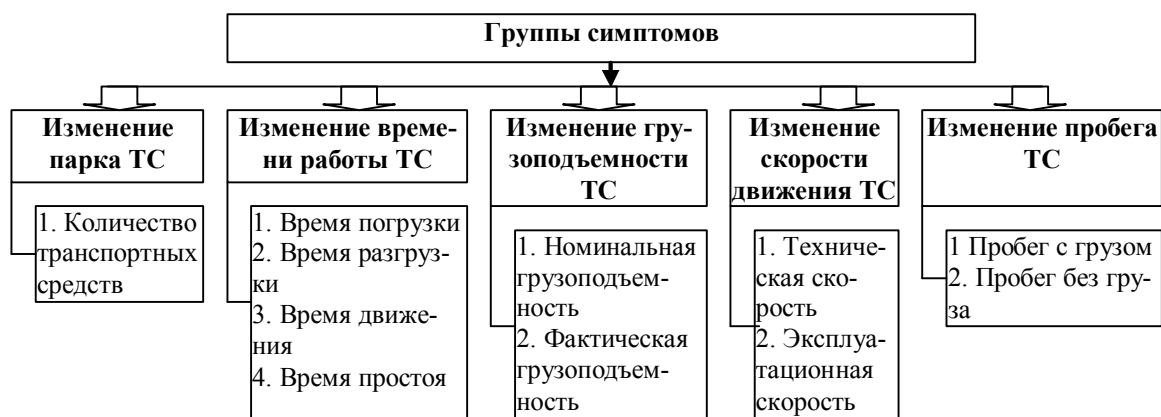 Группы симптомов
Изменение
парка ТС
1. Количество
транспортных
средств
Изменение време-
ни работы ТС
1. Время погрузки
2. Время разгруз-
ки
3. Время движе-
ния
4. Время простоя
Изменение гру-
зоподъемности
ТС
1. Номинальная
грузоподъем-
ность
2. Фактическая
грузоподъем-
ность
Изменение
скорости
движения ТС
1. Техниче-
ская ско-
рость
2. Эксплуа-
тационная
скорость
Изменение пробега
ТС
1 Пробег с грузом
2. Пробег без гру-
за